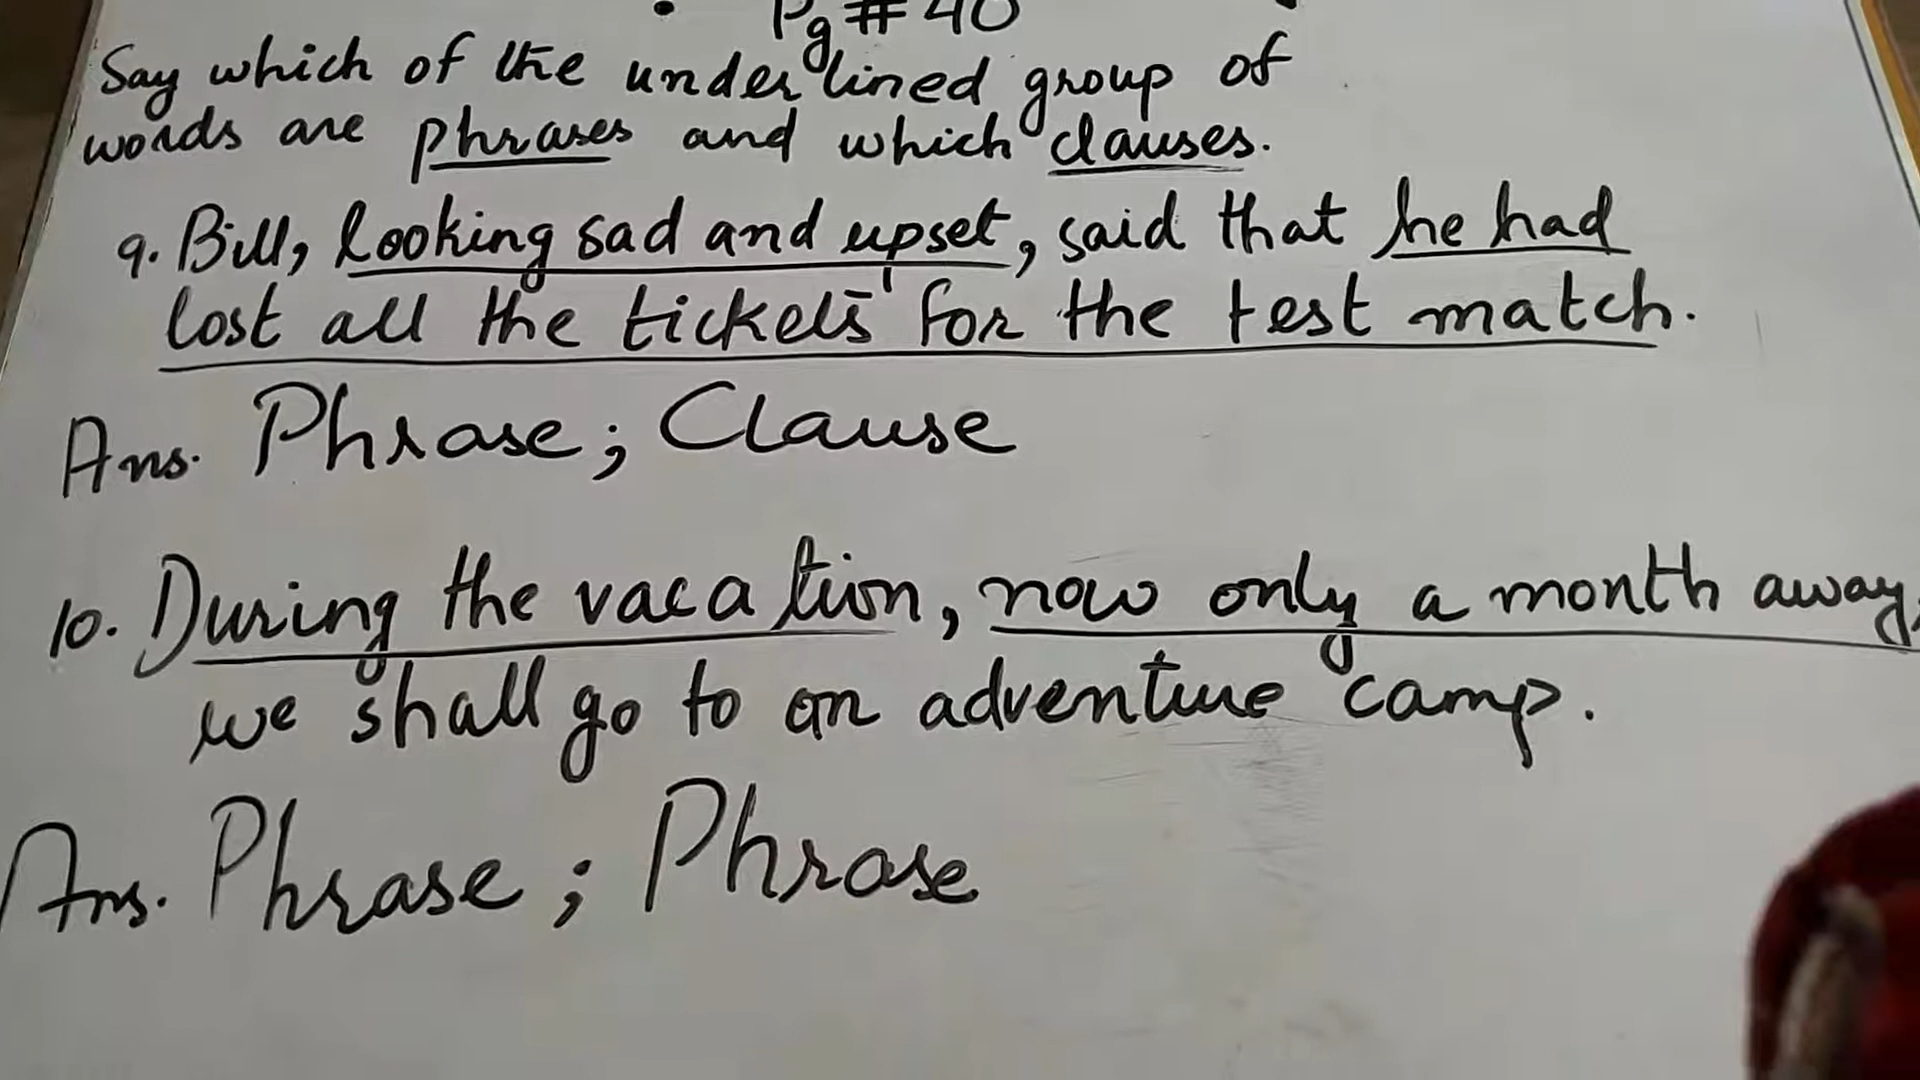 Pg # 40
Say which of the underlined group of
words are phrases and which clauses.
9. Bill, looking sad and upset, said that he had
lost all the tickets for the test match.
Ans. Phrase; Clause
10. During the vacation, now only a month away,
we shall go to an adventure camp.
Ans. Phrase; Phrase